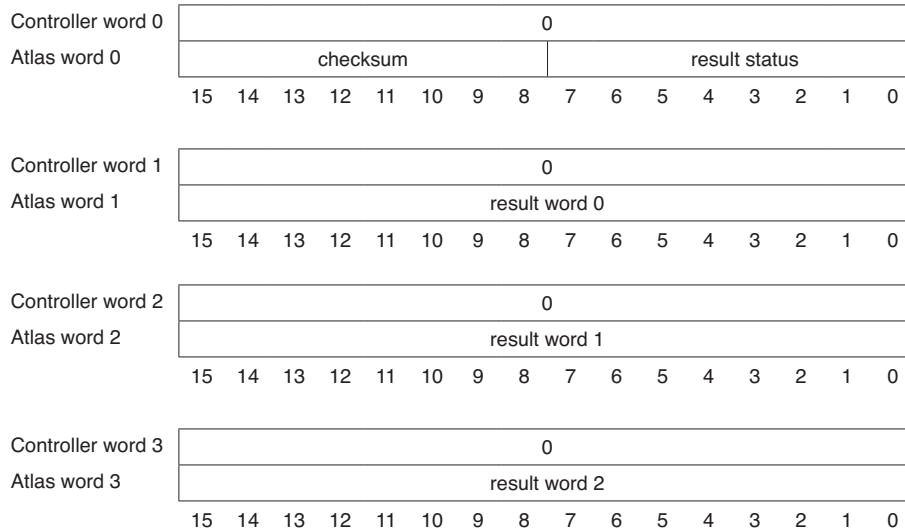 Controller word 0 0
Atlas word 0 checksum result status
15 14 13 12 11 10 9 8 7 6 5 4 3 2 1 0
Controller word 1 0
Atlas word 1 result word 0
15 14 13 12 11 10 9 8 7 6 5 4 3 2 1 0
Controller word 2 0
Atlas word 2 result word 1
15 14 13 12 11 10 9 8 7 6 5 4 3 2 1 0
Controller word 3 0
Atlas word 3 result word 2
15 14 13 12 11 10 9 8 7 6 5 4 3 2 1 0